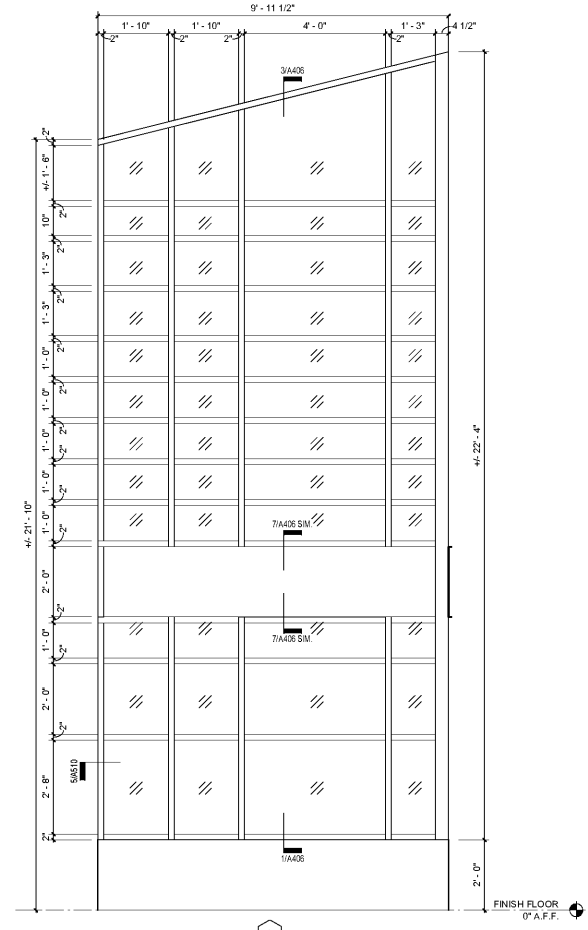 9' - 11 1/2"
1' - 10" 1' - 10" 4' - 0" 1' - 3" 4 1/2"
2" 2" 2" 2"
3/A406
2"
+/- 1' - 6"
2"
10"
2"
1' - 3"
2"
1' - 3"
2"
1' - 0"
2"
1' - 0"
2"
1' - 0"
2"
1' - 0"
2"
1' - 0"
2"
+/- 21' - 10"
+/- 22' - 4"
7/A406 SIM.
2' - 0"
2"
7/A406 SIM.
1' - 0"
2"
2' - 0"
2"
5/A510
2' - 8"
2"
1/A406
2' - 0"
FINISH FLOOR
0" A.F.F.